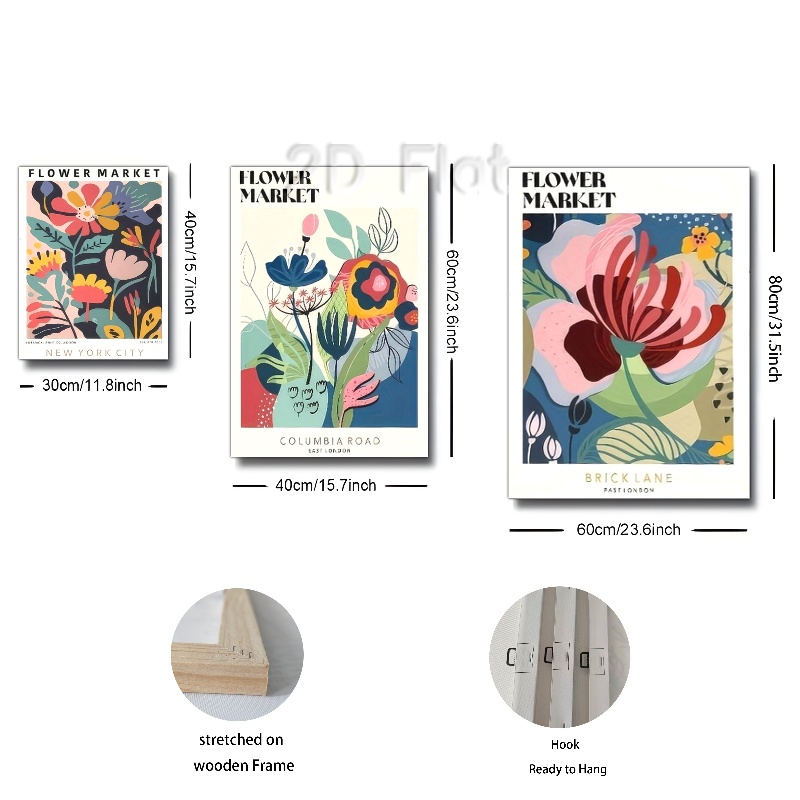 2D Flat
FLOWER MARKET
NEW YORK CITY
40cm/15.7inch
30cm/11.8inch
FLOWER
MARKET
COLUMBIA ROAD
EAST LONDON
60cm/23.6inch
40cm/15.7inch
FLOWER
MARKET
BRICK LANE
EAST LONDON
80cm/31.5inch
60cm/23.6inch
stretched on
wooden Frame
Hook
Ready to Hang